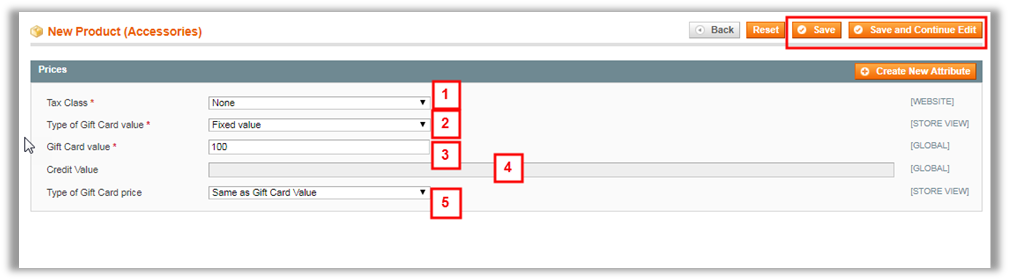 New Product (Accessories)
Back Reset Save Save and Continue Edit
Prices
Create New Attribute
Tax Class * None 1 [WEBSITE]
Type of Gift Card value * Fixed value 2 [STORE VIEW]
Gift Card value * 100 3 [GLOBAL]
Credit Value 4 [GLOBAL]
Type of Gift Card price Same as Gift Card Value 5 [STORE VIEW]